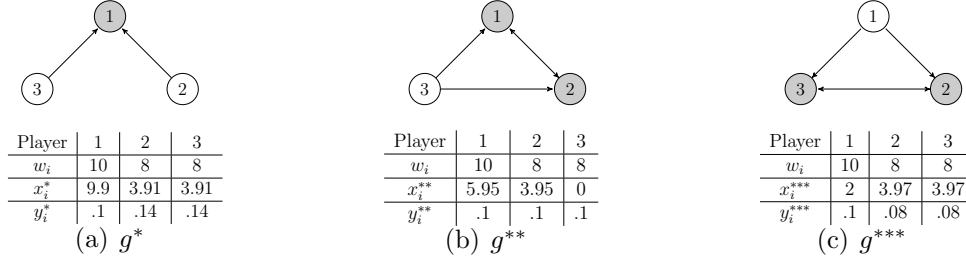 1
3
2
Player 1 2 3
w_i 10 8 8
x_i^* 9.9 3.91 3.91
y_i^* .1 .14 .14
(a) g^*
1
3
2
Player 1 2 3
w_i 10 8 8
x_i^{**} 5.95 3.95 0
y_i^{**} .1 .1 .1
(b) g^{**}
1
3
2
Player 1 2 3
w_i 10 8 8
x_i^{***} 2 3.97 3.97
y_i^{***} .1 .08 .08
(c) g^{***}